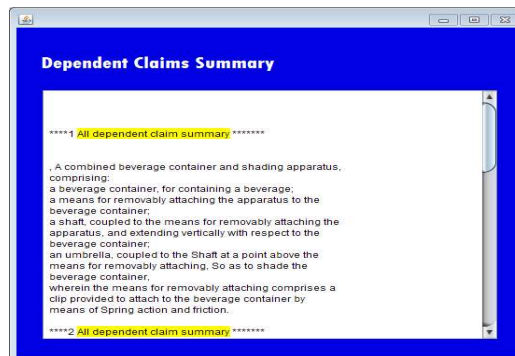 Dependent Claims Summary
****1 All dependent claim summary *******
, A combined beverage container and shading apparatus,
comprising:
a beverage container, for containing a beverage;
a means for removably attaching the apparatus to the
beverage container;
a shaft, coupled to the means for removably attaching the
apparatus, and extending vertically with respect to the
beverage container;
an umbrella, coupled to the Shaft at a point above the
means for removably attaching, So as to shade the
beverage container,
wherein the means for removably attaching comprises a
clip provided to attach to the beverage container by
means of Spring action and friction.
****2 All dependent claim summary *******